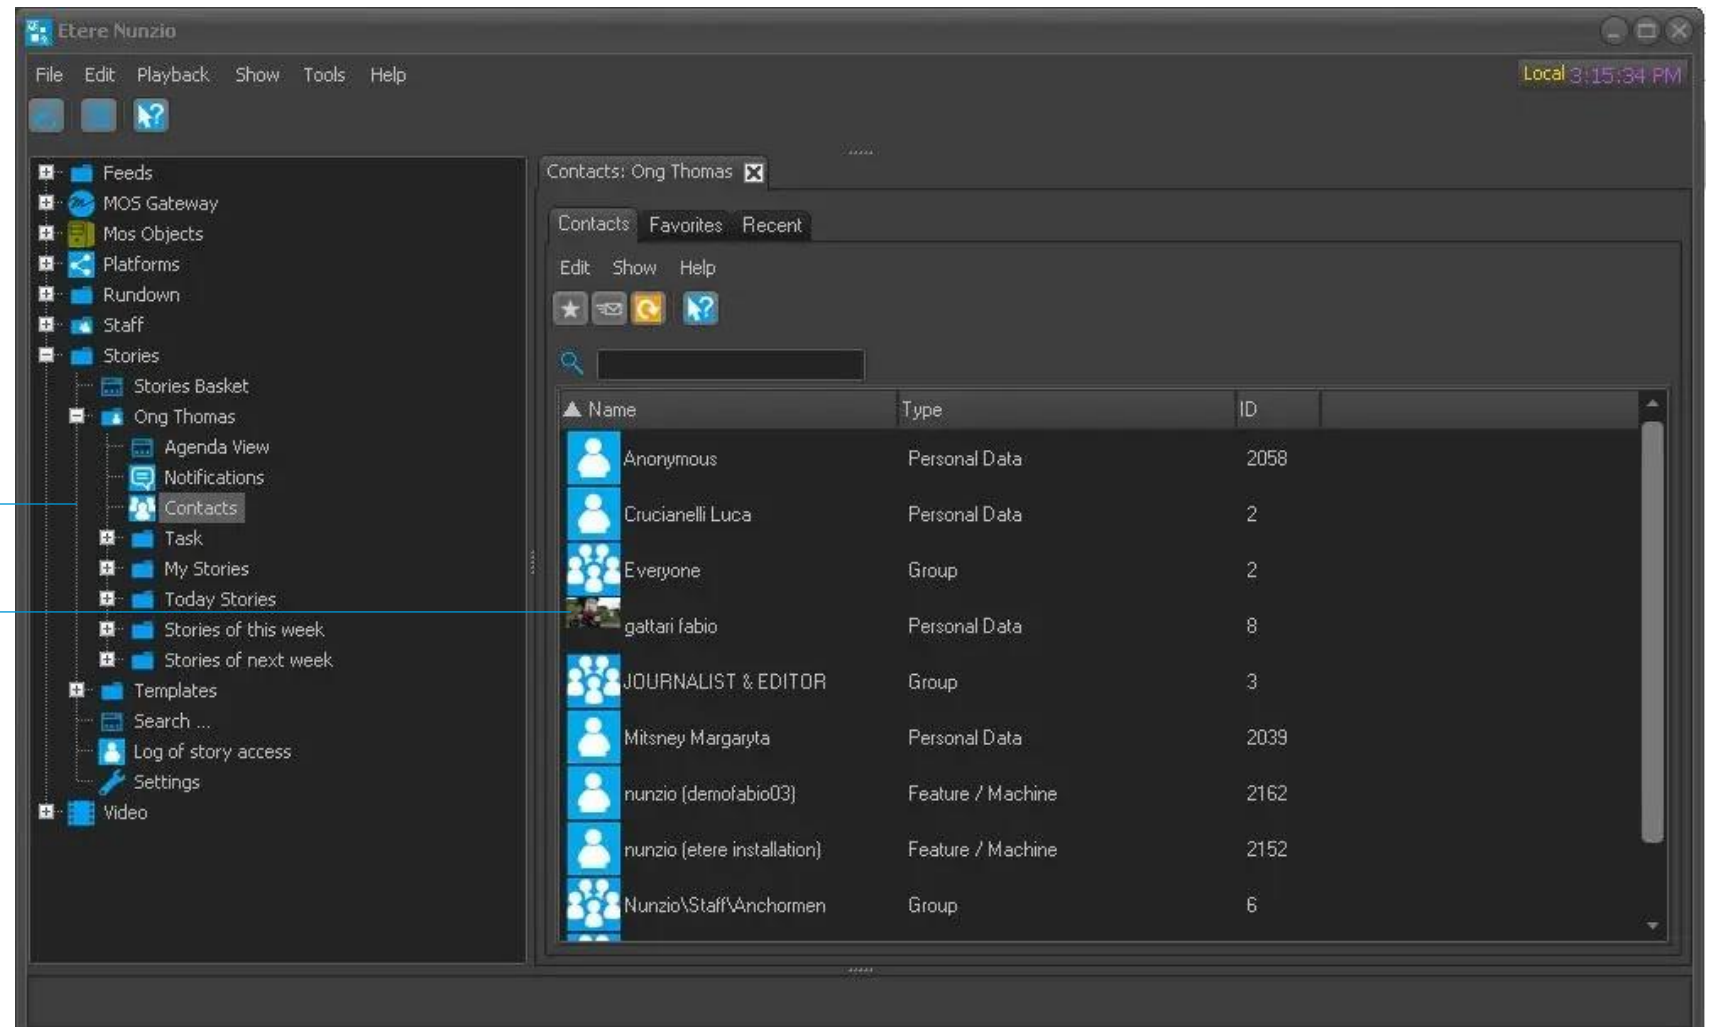 Etere Nunzio
File Edit Playback Show Tools Help
Local 3:15:34 PM
Feeds
MOS Gateway
Mos Objects
Platforms
Rundown
Staff
Stories
Stories Basket
Ong Thomas
Agenda View
Notifications
Contacts
Task
My Stories
Today Stories
Stories of this week
Stories of next week
Templates
Search ...
Log of story access
Settings
Video
Contacts: Ong Thomas
Contacts Favorites Recent
Edit Show Help
Name Type ID
Anonymous Personal Data 2058
Crucianelli Luca Personal Data 2
Everyone Group 2
gattari fabio Personal Data 8
JOURNALIST & EDITOR Group 3
Mitsney Margaryta Personal Data 2039
nunzio (demofabio03) Feature / Machine 2162
nunzio (etere installation) Feature / Machine 2152
Nunzio\Staff\Anchormen Group 6